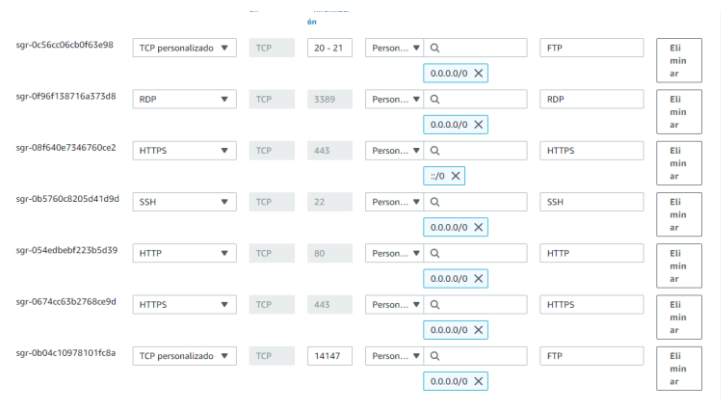 ón
sgr-0c56cc06cb0f63e98 TCP personalizado TCP 20 - 21 Person... FTP Eli
min
ar
0.0.0.0/0
sgr-0f96f138716a373d8 RDP TCP 3389 Person... RDP Eli
min
ar
0.0.0.0/0
sgr-08f640e7346760ce2 HTTPS TCP 443 Person... HTTPS Eli
min
ar
::/0
sgr-0b5760c8205d41d9d SSH TCP 22 Person... SSH Eli
min
ar
0.0.0.0/0
sgr-054edbebf223b5d39 HTTP TCP 80 Person... HTTP Eli
min
ar
0.0.0.0/0
sgr-0674cc63b2768ce9d HTTPS TCP 443 Person... HTTPS Eli
min
ar
0.0.0.0/0
sgr-0b04c10978101fc8a TCP personalizado TCP 14147 Person... FTP Eli
min
ar
0.0.0.0/0